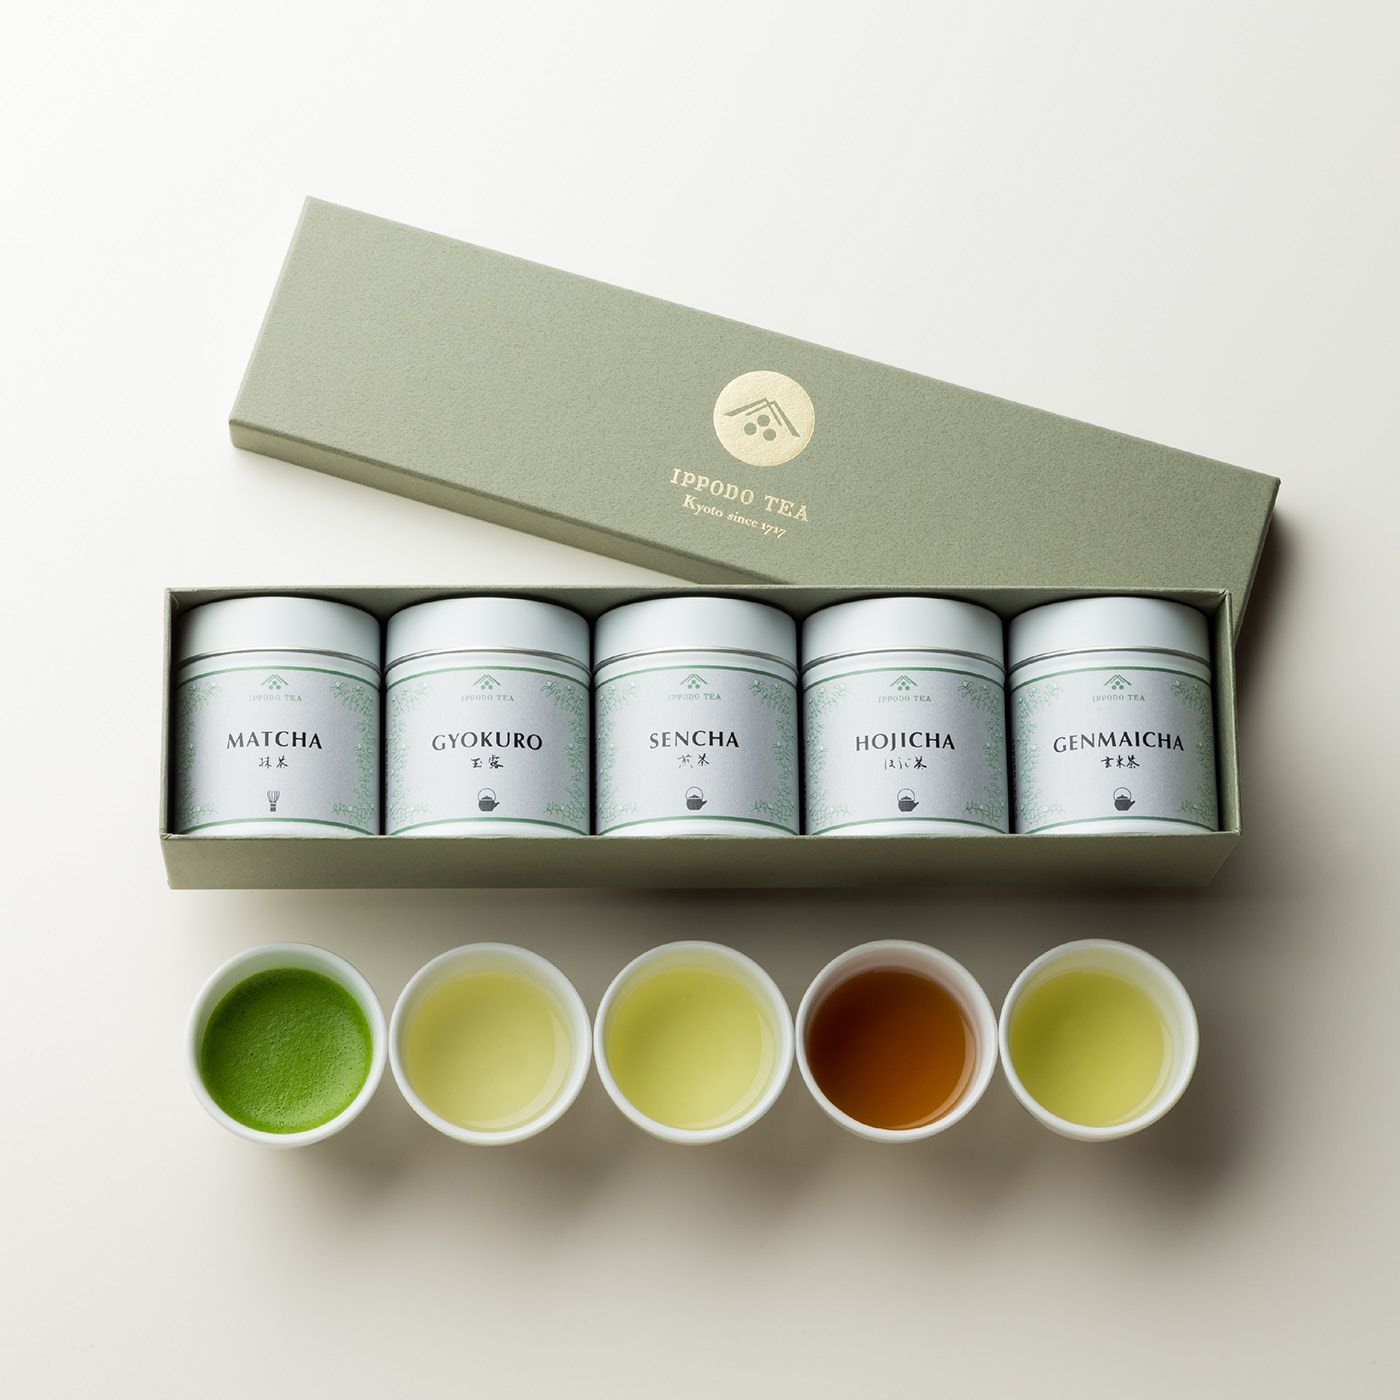 IPPODO TEA
Kyoto since 1717
IPPODO TEA
MATCHA
抹茶
IPPODO TEA
GYOKURO
玉露
IPPODO TEA
SENCHA
煎茶
IPPODO TEA
HOJICHA
ほうじ茶
IPPODO TEA
GENMAICHA
玄米茶